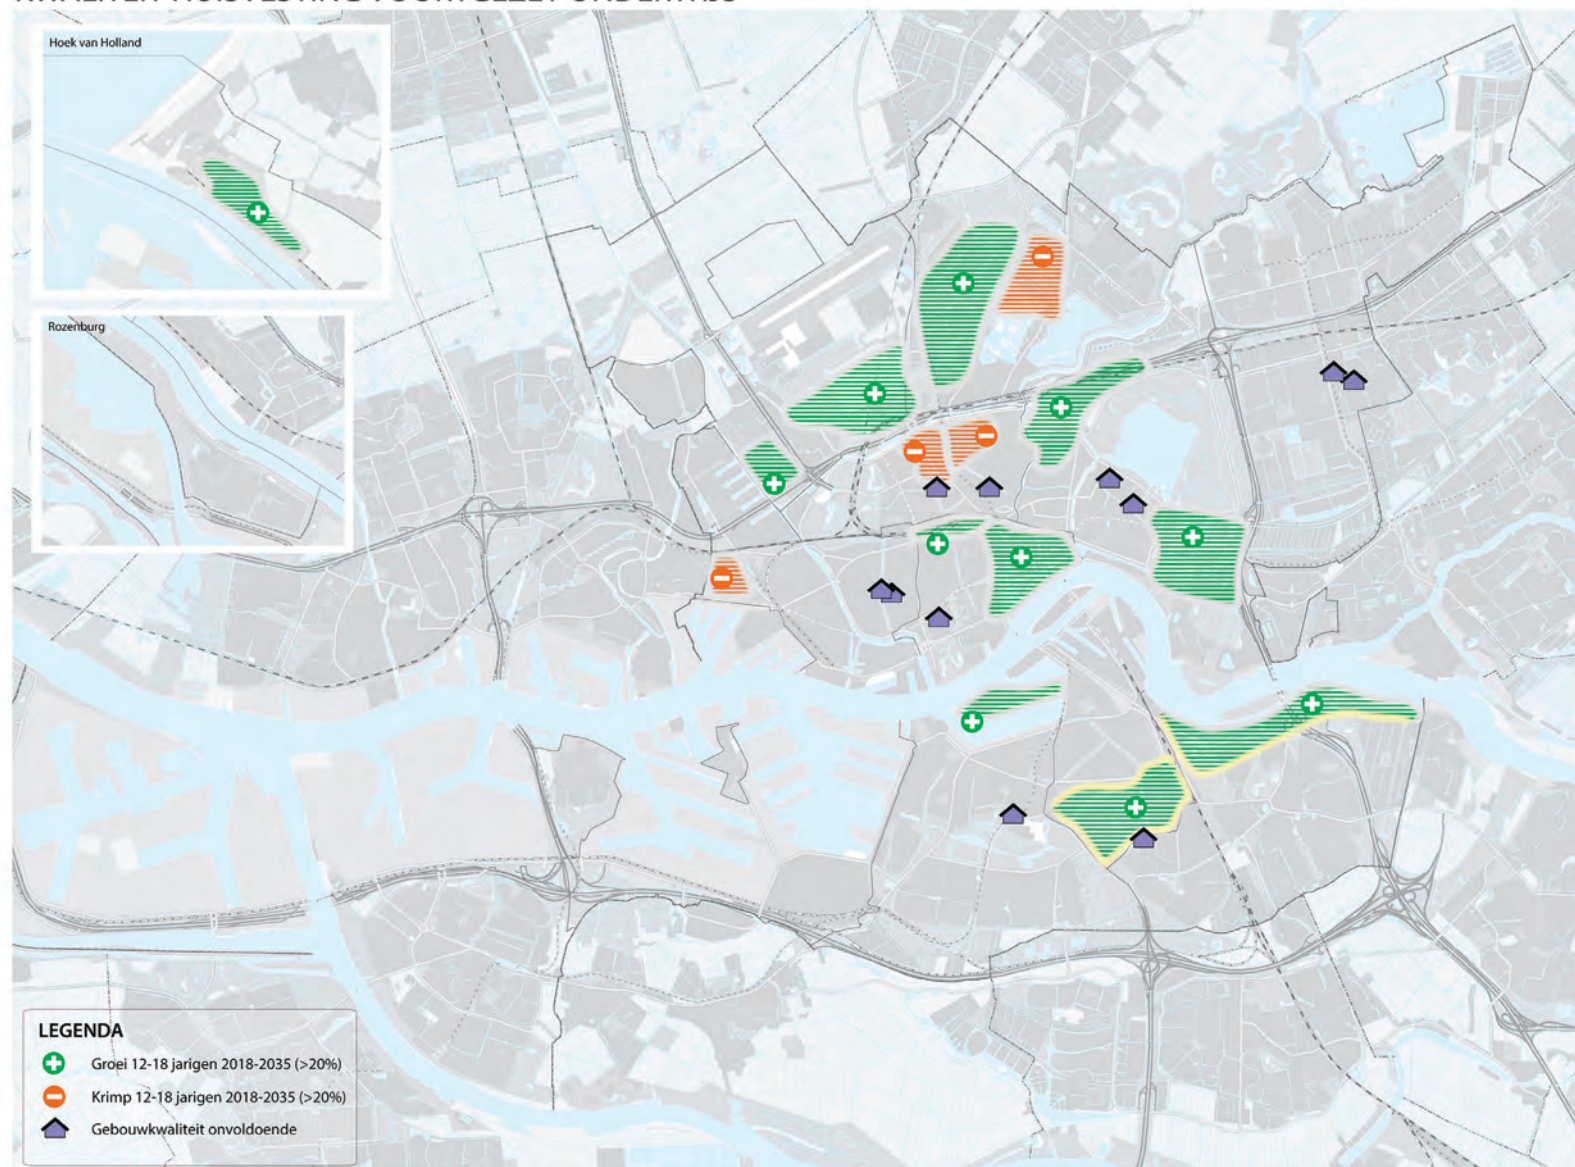 Hoek van Holland
Rozenburg
LEGENDA
Groei 12-18 jarigen 2018-2035 (>20%)
Krimp 12-18 jarigen 2018-2035 (>20%)
Gebouwkwaliteit onvoldoende